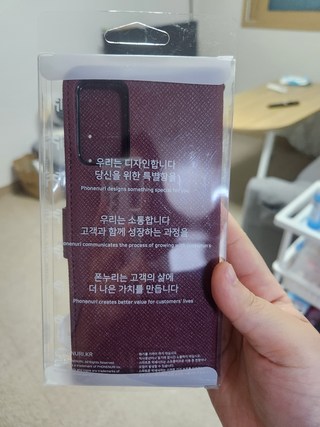 우리는 디자인합니다
당신을 위한 특별함을
Phonenuri designs something special for you
우리는 소통합니다
고객과 함께 성장하는 과정을
communicates the process of growing with customers
폰누리는 고객의 삶에
더 나은 가치를 만듭니다
Phonenuri creates better value for customers' lives